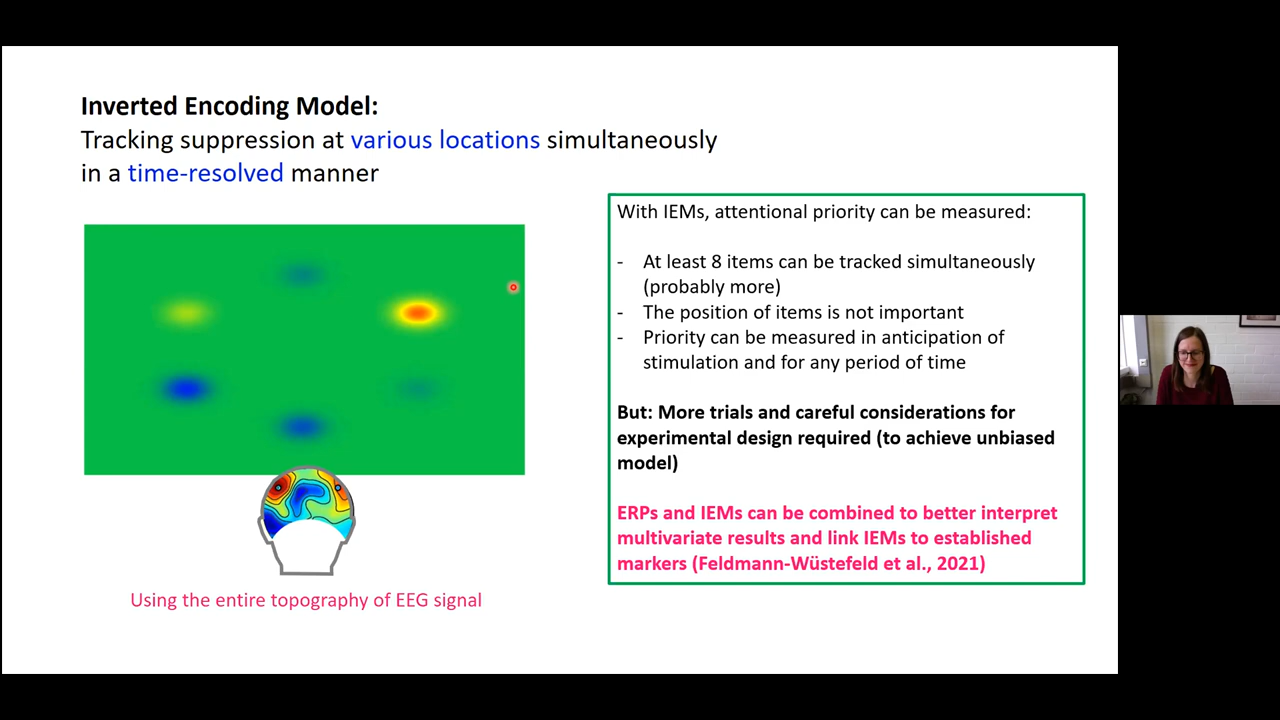 Inverted Encoding Model:
Tracking suppression at various locations simultaneously
in a time-resolved manner
With IEMs, attentional priority can be measured:
- At least 8 items can be tracked simultaneously
(probably more)
- The position of items is not important
- Priority can be measured in anticipation of
stimulation and for any period of time
But: More trials and careful considerations for
experimental design required (to achieve unbiased
model)
ERPs and IEMs can be combined to better interpret
multivariate results and link IEMs to established
markers (Feldmann-Wüstefeld et al., 2021)
Using the entire topography of EEG signal